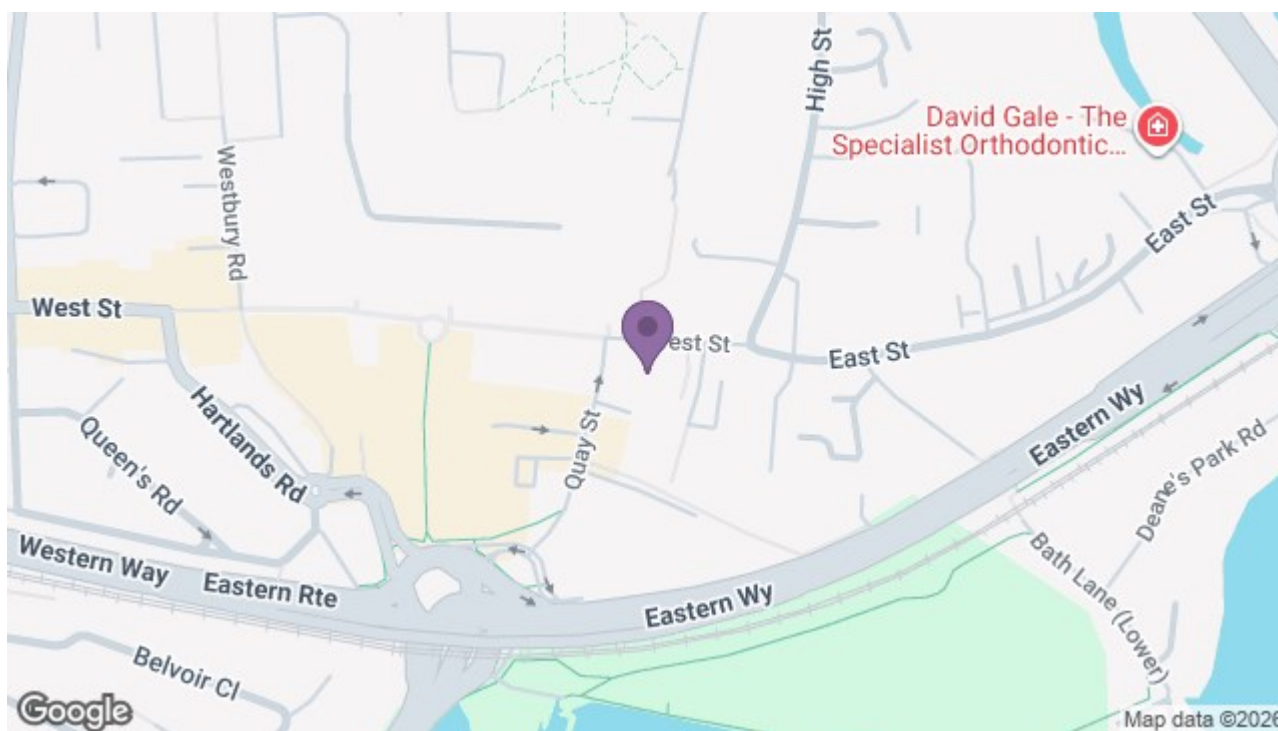 High St
David Gale - The
Specialist Orthodontic...
Westbury Rd
East St
West St
est St
East St
Hartlands Rd
Quay St
Queen's Rd
Eastern Wy
Deane's Park Rd
Western Way
Eastern Rte
Eastern Wy
Bath Lane (Lower)
Belvoir Cl
Google
Map data ©2026